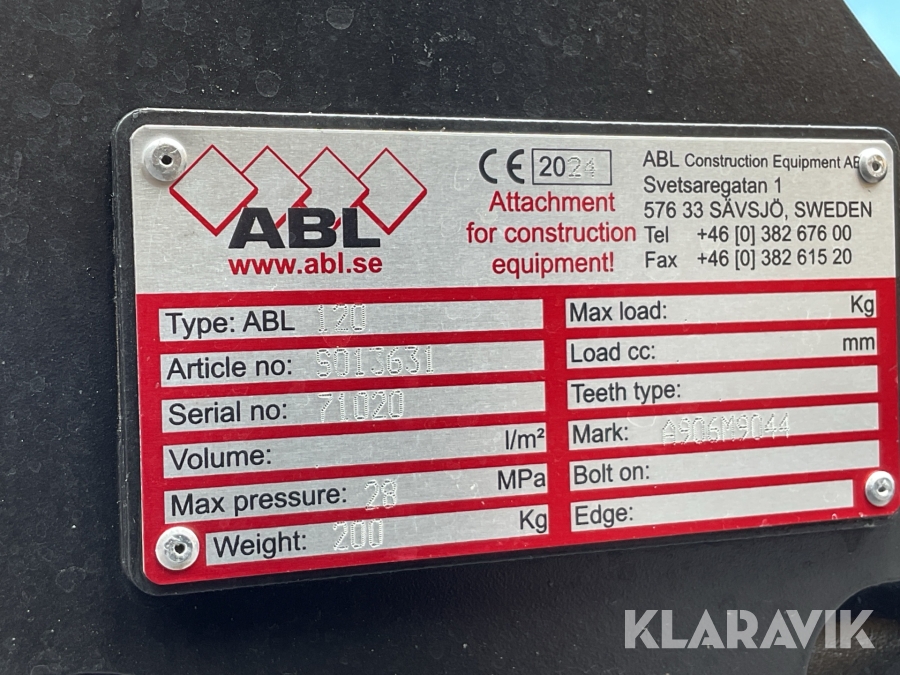 ABL
www.abl.se
CE 2024
Attachment
for construction
equipment!
ABL Construction Equipment AB
Svetsaregatan 1
576 33 SÄVSJÖ, SWEDEN
Tel +46 [0] 382 676 00
Fax +46 [0] 382 615 20
Type: ABL 120
Article no: S013631
Serial no: 71020
Volume: l/m²
Max pressure: 28 MPa
Weight: 200 Kg
Max load: Kg
Load cc: mm
Teeth type:
Mark: A906M9044
Bolt on:
Edge:
KLARAVIK